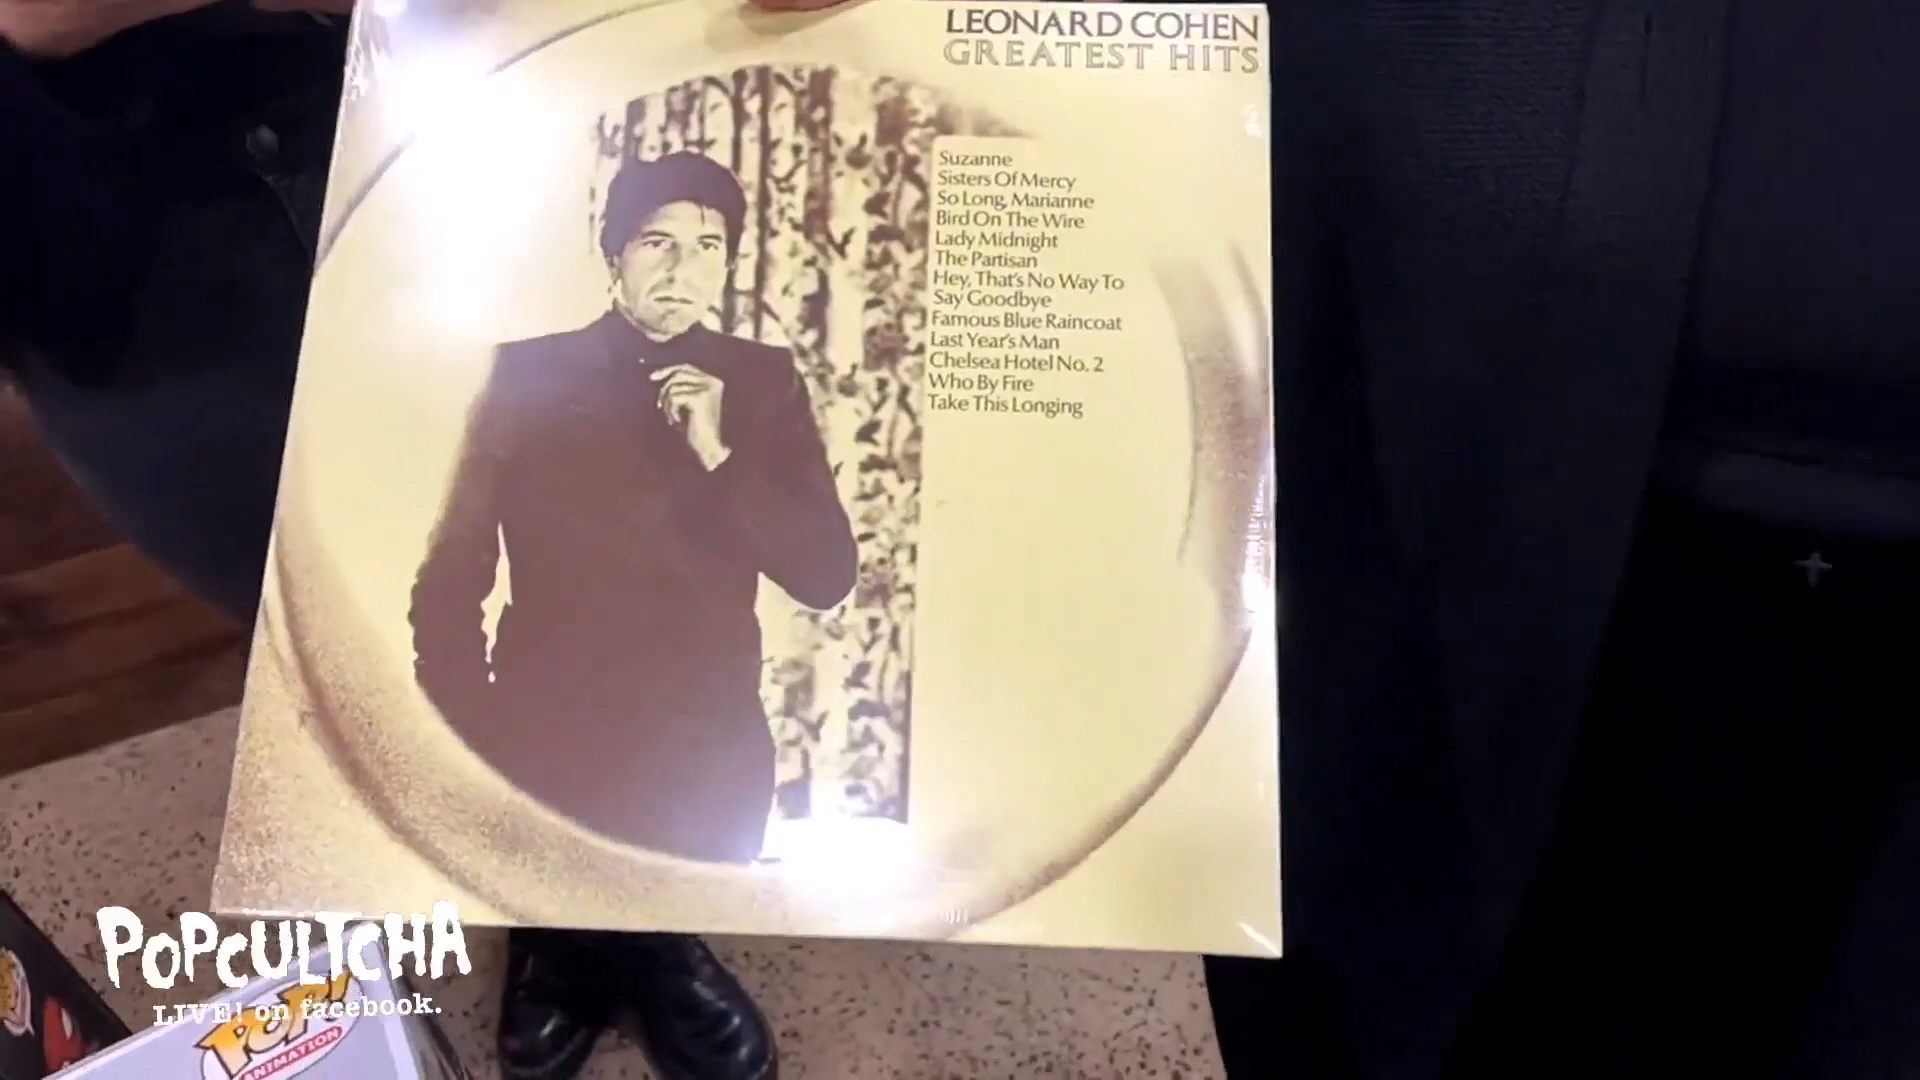 LEONARD COHEN
GREATEST HITS
Suzanne
Sisters Of Mercy
So Long, Marianne
Bird On The Wire
Lady Midnight
The Partisan
Hey, That's No Way To
Say Goodbye
Famous Blue Raincoat
Last Year's Man
Chelsea Hotel No. 2
Who By Fire
Take This Longing
POPCULTCHA
LIVE! on facebook.
POP!
ANIMATION